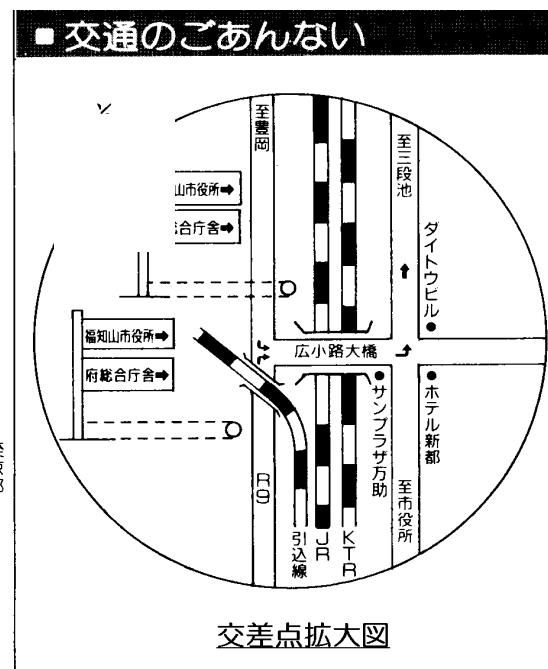 ■ 交通のごあんない
至豊岡
至三段池
山市役所➡
総合庁舎➡
ダイトウビル
福知山市役所➡
府総合庁舎➡
広小路大橋
サンプラザ万助
ホテル新都
R9
至市役所
引込線
JR
KTR
交差点拡大図